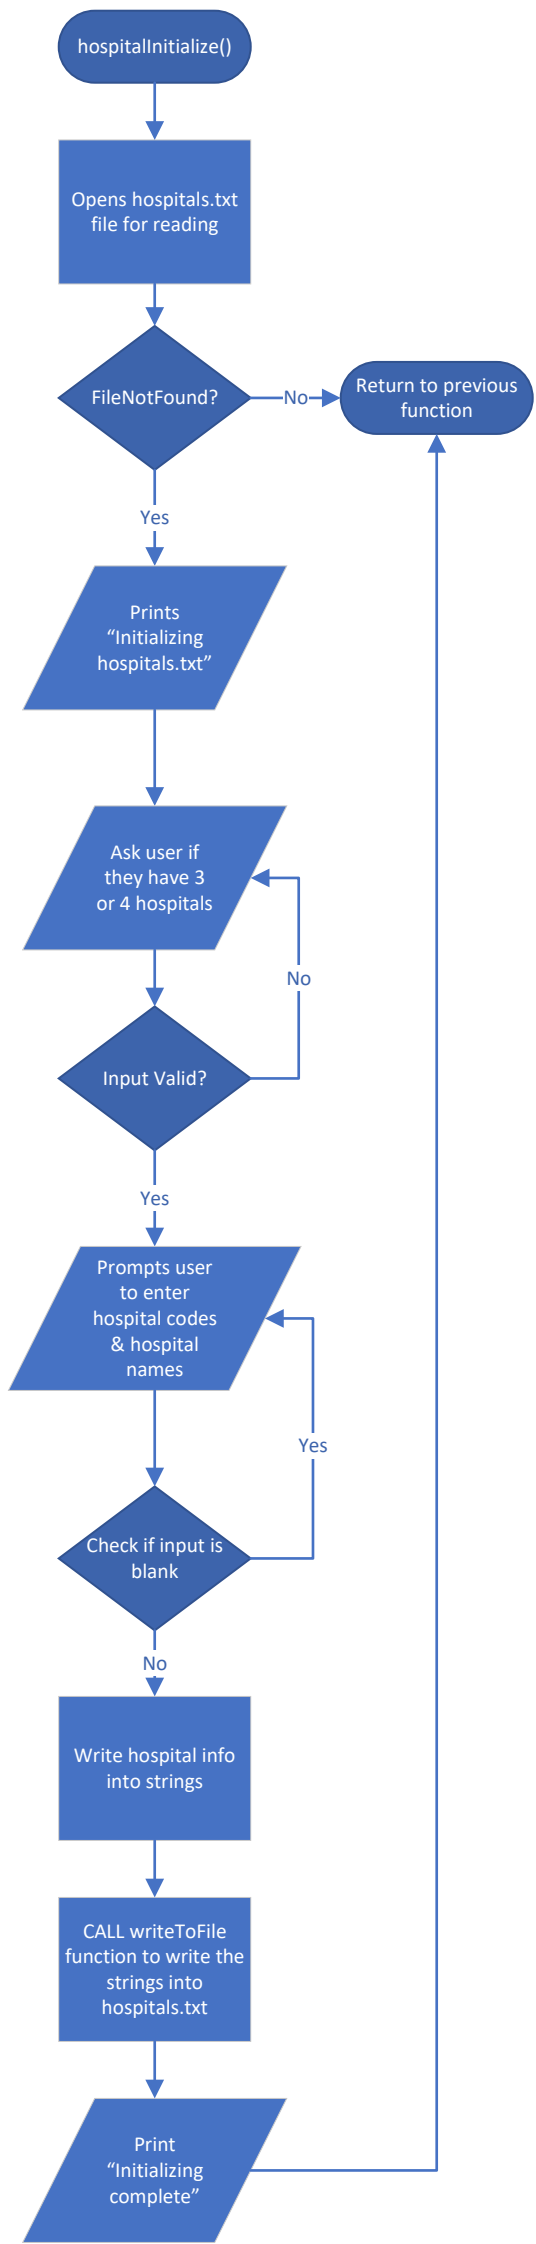 hospitalInitialize()
Opens hospitals.txt
file for reading
FileNotFound?
No
Return to previous
function
Yes
Prints
“Initializing
hospitals.txt”
Ask user if
they have 3
or 4 hospitals
No
Input Valid?
Yes
Prompts user
to enter
hospital codes
& hospital
names
Yes
Check if input is
blank
No
Write hospital info
into strings
CALL writeToFile
function to write the
strings into
hospitals.txt
Print
“Initializing
complete”